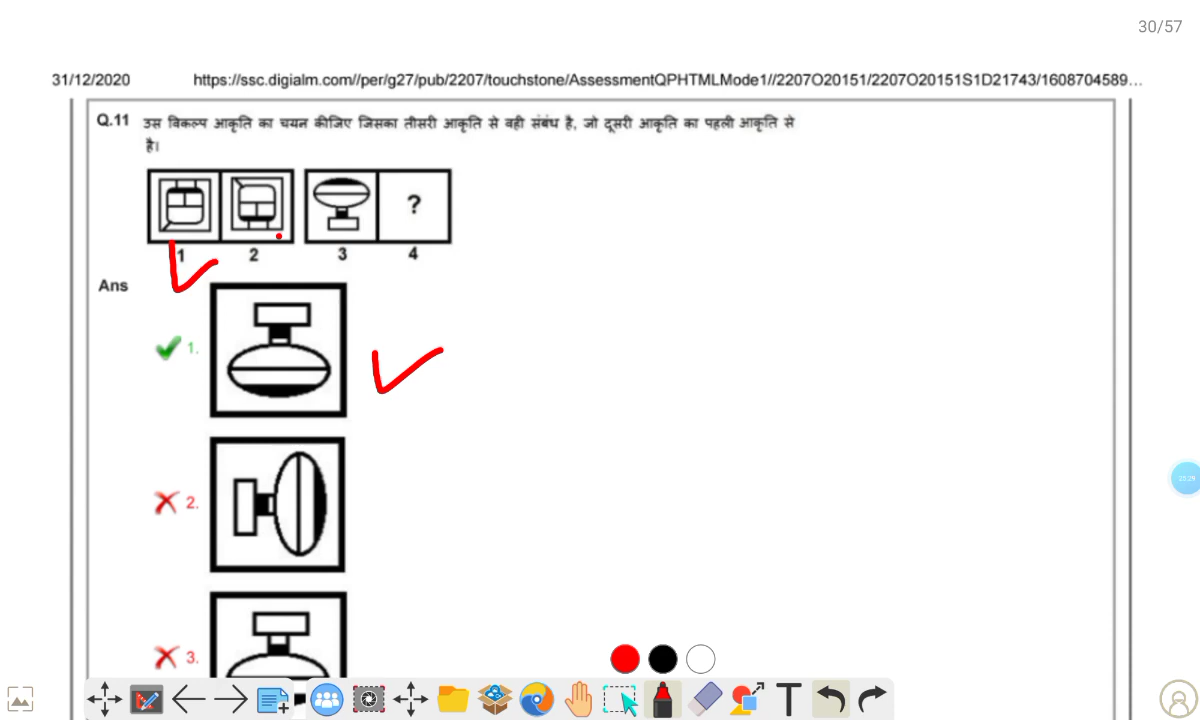 30/57
31/12/2020 https://ssc.digialm.com//per/g27/pub/2207/touchstone/AssessmentQPHTMLMode1//2207O20151/2207O20151S1D21743/1608704589...
Q.11 उस विकल्प आकृति का चयन कीजिए जिसका तीसरी आकृति से वही संबंध है, जो दूसरी आकृति का पहली आकृति से
है।
?
1 2 3 4
Ans
1.
2.
3.
T